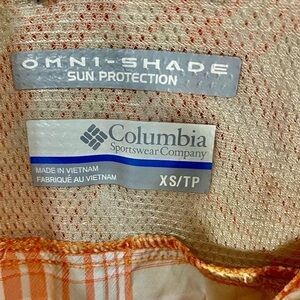 OMNI-SHADE
SUN PROTECTION
Columbia
Sportswear Company
MADE IN VIETNAM
FABRIQUÉ AU VIETNAM
XS/TP